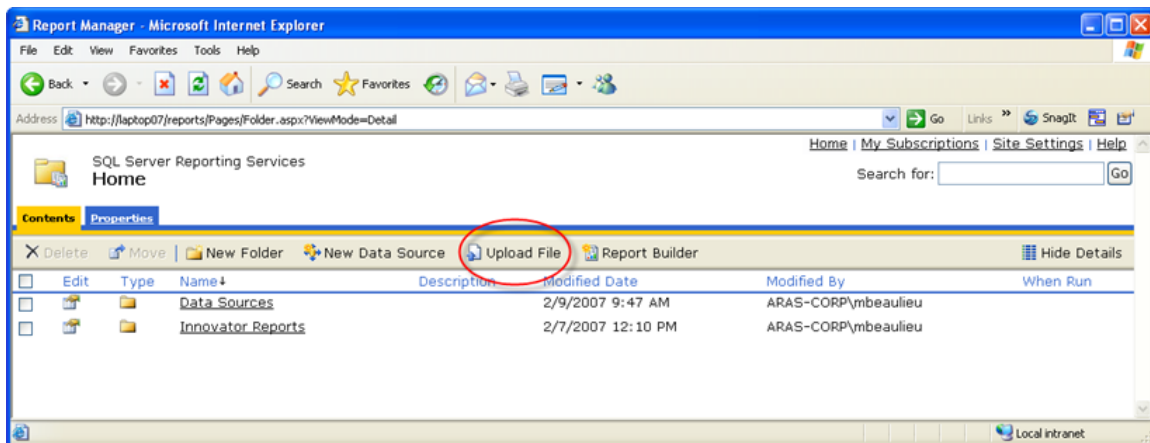 Report Manager - Microsoft Internet Explorer
File Edit View Favorites Tools Help
Back Search Favorites
Address http://laptop07/reports/Pages/Folder.aspx?ViewMode=Detail Go Links » SnagIt
Home | My Subscriptions | Site Settings | Help
SQL Server Reporting Services
Home
Search for: Go
Contents Properties
Delete Move | New Folder New Data Source Upload File Report Builder Hide Details
Edit Type Name↓ Description Modified Date Modified By When Run
Data Sources 2/9/2007 9:47 AM ARAS-CORP\mbeaulieu
Innovator Reports 2/7/2007 12:10 PM ARAS-CORP\mbeaulieu
Local intranet